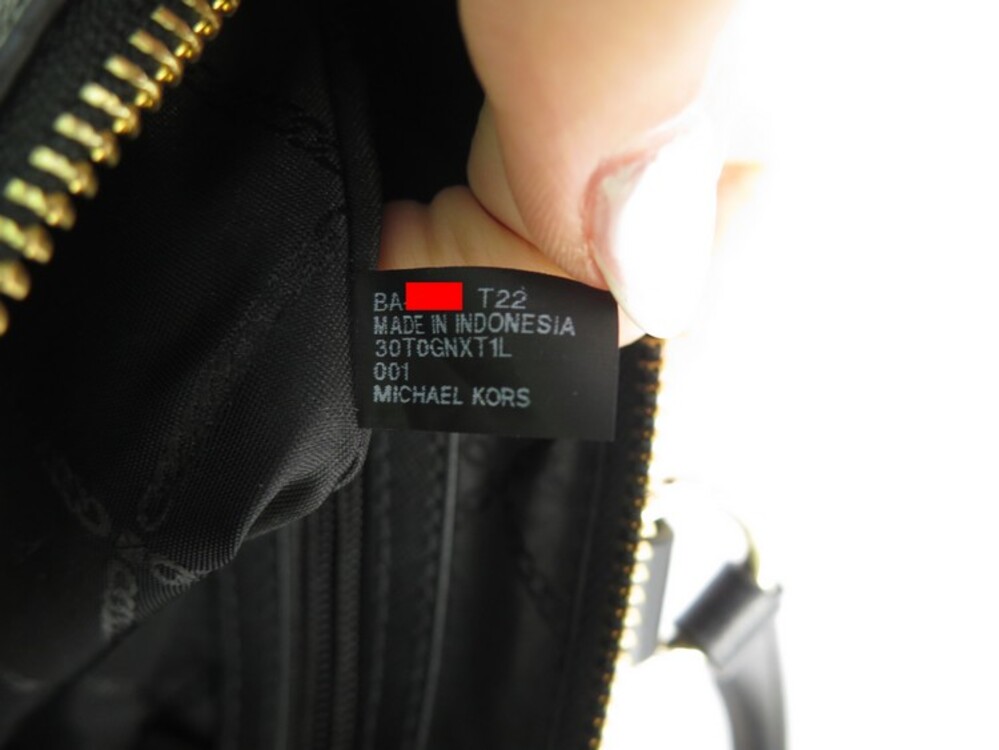 BA- T22
MADE IN INDONESIA
30T0GNXT1L
001
MICHAEL KORS